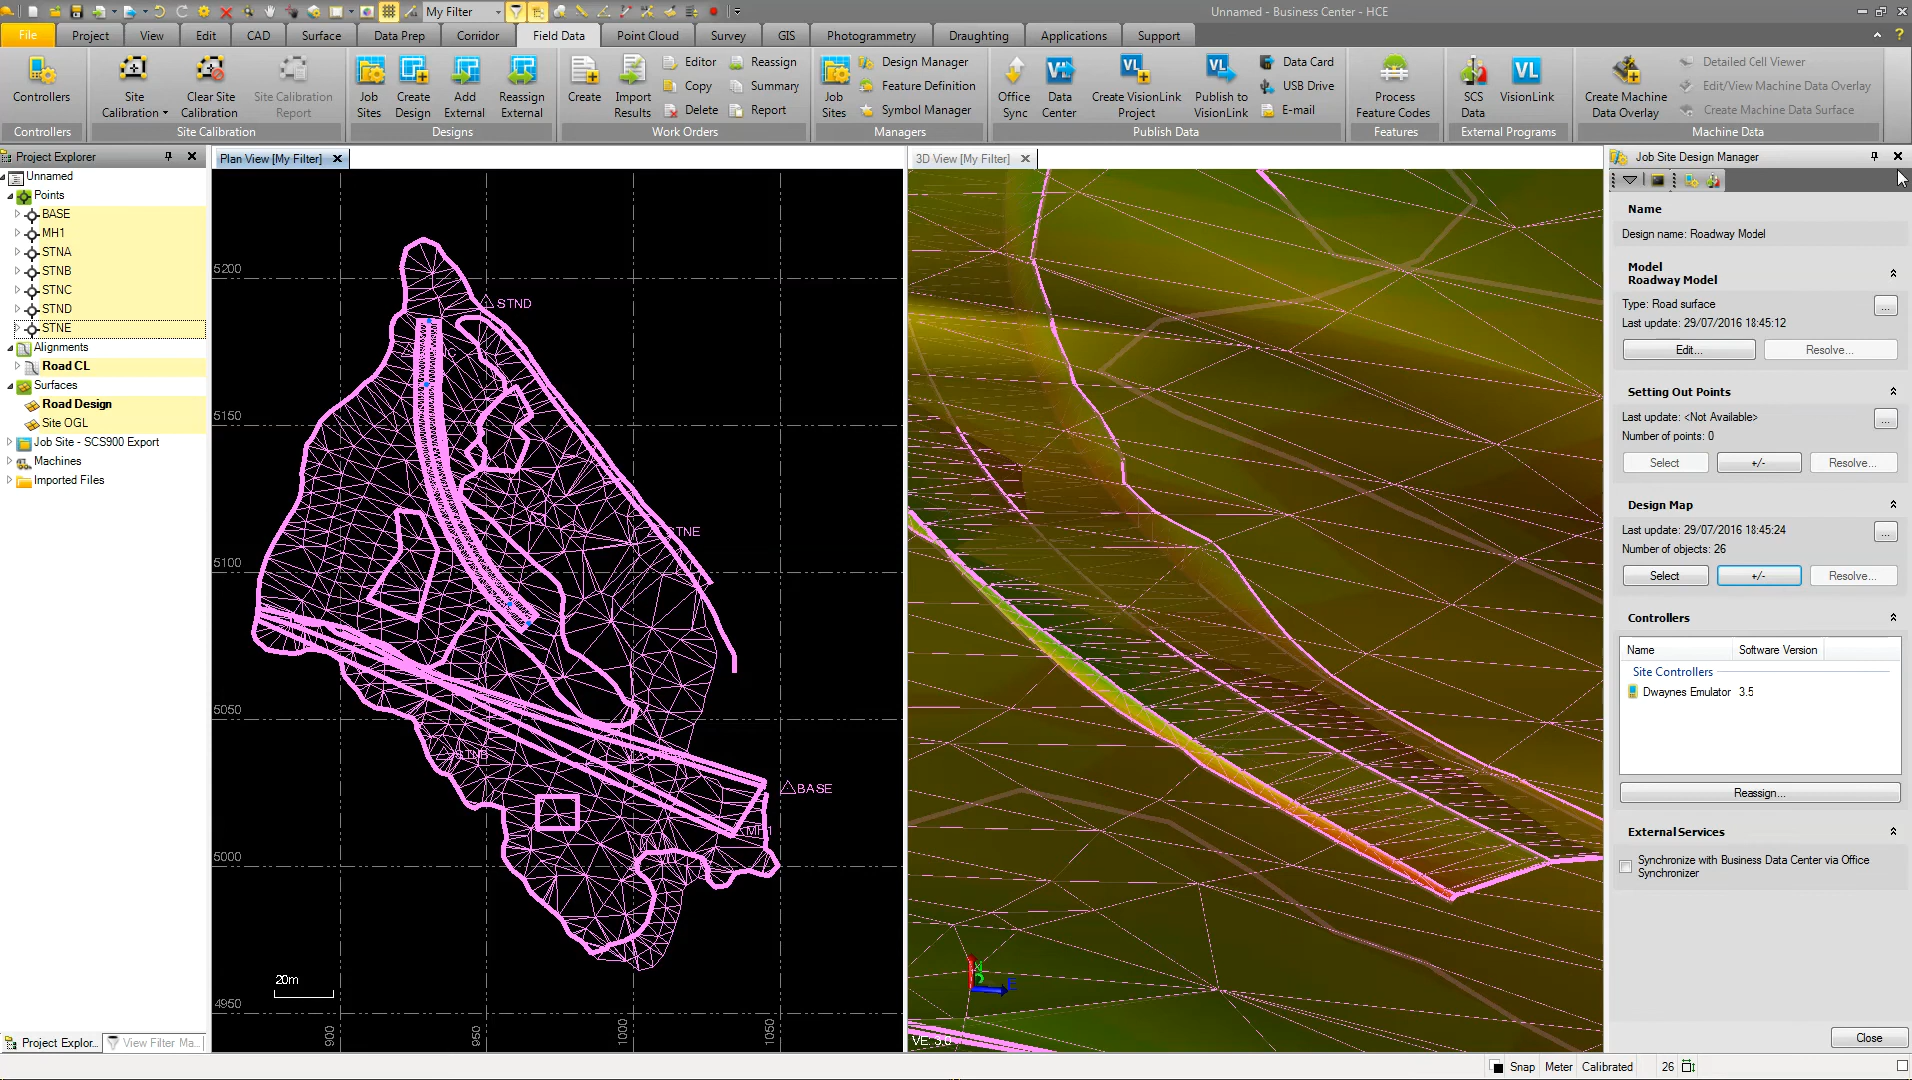 My Filter
Unnamed - Business Center - HCE
File Project View Edit CAD Surface Data Prep Corridor Field Data Point Cloud Survey GIS Photogrammetry Draughting Applications Support
Controllers
Controllers
Site Calibration
Clear Site Calibration
Site Calibration Report
Site Calibration
Job Sites
Create Design
Add External
Reassign External
Designs
Create
Import Results
Editor
Copy
Delete
Reassign
Summary
Report
Work Orders
Job Sites
Design Manager
Feature Definition
Symbol Manager
Managers
Office Sync
Data Center
Create VisionLink Project
Publish to VisionLink
Data Card
USB Drive
E-mail
Publish Data
Process Feature Codes
Features
SCS Data
VL
VisionLink
External Programs
Create Machine Data Overlay
Detailed Cell Viewer
Edit/View Machine Data Overlay
Create Machine Data Surface
Machine Data
Project Explorer
Unnamed
Points
BASE
MH1
STNA
STNB
STNC
STND
STNE
Alignments
Road CL
Surfaces
Road Design
Site OGL
Job Site - SCS900 Export
Machines
Imported Files
Project Explor...
View Filter Ma...
Plan View [My Filter]
5200
STND
5150
STNE
5100
5050
STNB
BASE
MH1
5000
20m
4950
900
950
1000
1050
3D View [My Filter]
E
VE: 3.0
Job Site Design Manager
Name
Design name: Roadway Model
Model
Roadway Model
Type: Road surface
...
Last update: 29/07/2016 18:45:12
Edit...
Resolve...
Setting Out Points
Last update: <Not Available>
...
Number of points: 0
Select
+/-
Resolve...
Design Map
Last update: 29/07/2016 18:45:24
...
Number of objects: 26
Select
+/-
Resolve...
Controllers
Name Software Version
Site Controllers
Dwaynes Emulator 3.5
Reassign...
External Services
Synchronize with Business Data Center via Office
Synchronizer
Close
Snap Meter Calibrated 26